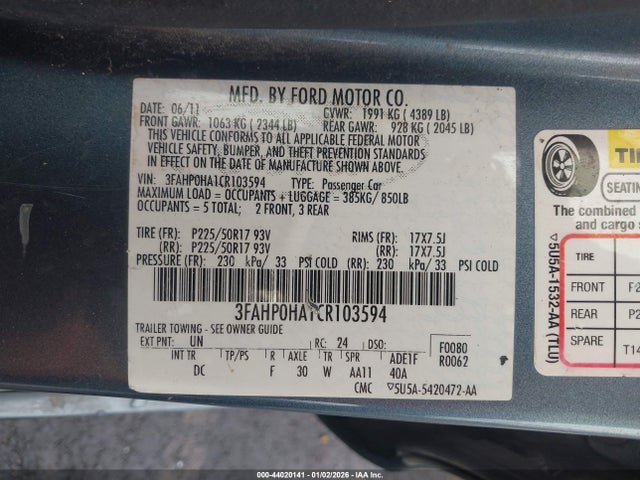 MFD. BY FORD MOTOR CO.
DATE: 06/11 GVWR: 1991 KG ( 4389 LB)
FRONT GAWR: 1063 KG ( 2344 LB) REAR GAWR: 928 KG ( 2045 LB)
THIS VEHICLE CONFORMS TO ALL APPLICABLE FEDERAL MOTOR
VEHICLE SAFETY, BUMPER, AND THEFT PREVENTION STANDARDS
IN EFFECT ON THE DATE OF MANUFACTURE SHOWN ABOVE.
VIN: 3FAHP0HA1CR103594 TYPE: Passenger Car
MAXIMUM LOAD = OCCUPANTS + LUGGAGE = 385KG/ 850LB
OCCUPANTS = 5 TOTAL; 2 FRONT, 3 REAR
TIRE (FR): P225/50R17 93V RIMS (FR): 17X7.5J
(RR): P225/50R17 93V (RR): 17X7.5J
PRESSURE (FR): 230 kPa/ 33 PSI COLD (RR): 230 kPa/ 33 PSI COLD
3FAHP0HA1CR103594
TRAILER TOWING - SEE OWNER GUIDE
EXT PNT: UN RC: 24 DSO: F0080
INT TR TP/PS R AXLE TR SPR ADE1F R0062
DC F 30 W AA11 40A
CMC ▽5U5A-5420472-AA
▽5U5A-1532-AA (TLU)
TI
SEATIN
The combined
and cargo
TIRE
FRONT F2
REAR P2
SPARE T14
000-44020141 - 01/02/2026 - IAA Inc.